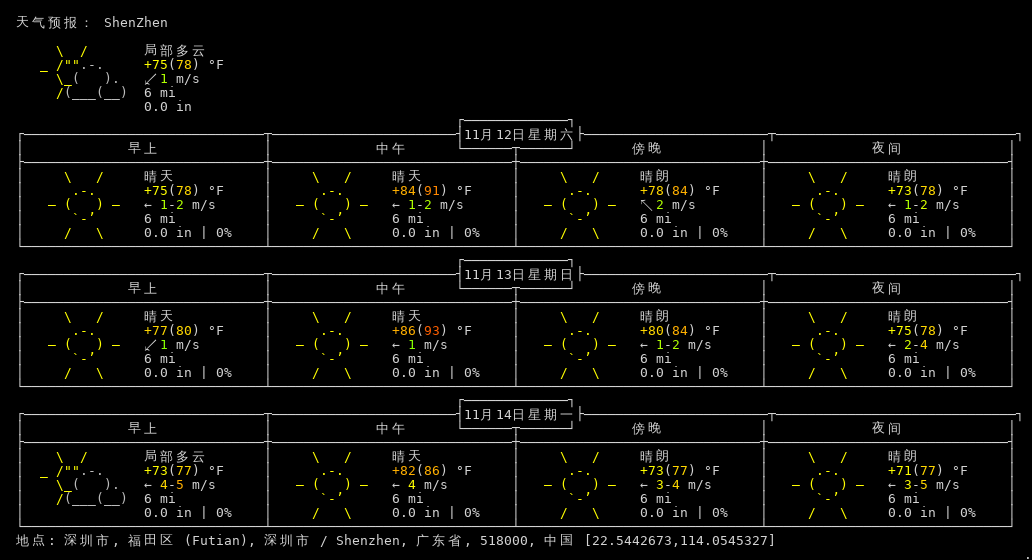 天气预报： ShenZhen
局部多云
+75(78) °F
↙ 1 m/s
6 mi
0.0 in
11月12日星期六
早上 中午 傍晚 夜间
晴天 晴天 晴朗 晴朗
+75(78) °F +84(91) °F +78(84) °F +73(78) °F
← 1-2 m/s ← 1-2 m/s ↖ 2 m/s ← 1-2 m/s
6 mi 6 mi 6 mi 6 mi
0.0 in | 0% 0.0 in | 0% 0.0 in | 0% 0.0 in | 0%
11月13日星期日
早上 中午 傍晚 夜间
晴天 晴天 晴朗 晴朗
+77(80) °F +86(93) °F +80(84) °F +75(78) °F
↙ 1 m/s ← 1 m/s ← 1-2 m/s ← 2-4 m/s
6 mi 6 mi 6 mi 6 mi
0.0 in | 0% 0.0 in | 0% 0.0 in | 0% 0.0 in | 0%
11月14日星期一
早上 中午 傍晚 夜间
局部多云 晴天 晴朗 晴朗
+73(77) °F +82(86) °F +73(77) °F +71(77) °F
← 4-5 m/s ← 4 m/s ← 3-4 m/s ← 3-5 m/s
6 mi 6 mi 6 mi 6 mi
0.0 in | 0% 0.0 in | 0% 0.0 in | 0% 0.0 in | 0%
地点: 深圳市, 福田区 (Futian), 深圳市 / Shenzhen, 广东省, 518000, 中国 [22.5442673,114.0545327]